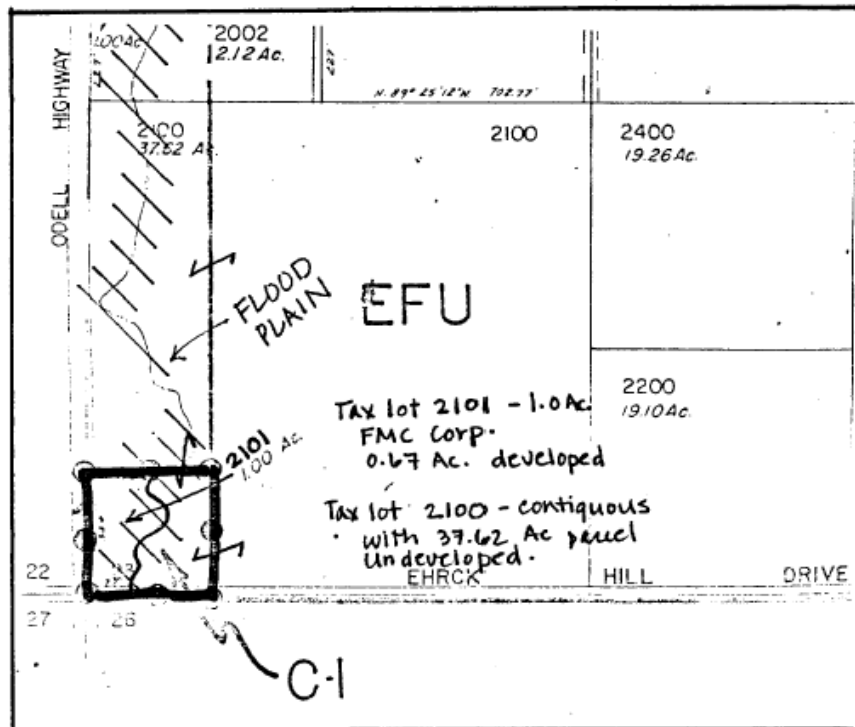 2002
1.00 Ac.
2.12 Ac.
HIGHWAY
ODELL
N. 89° 25' 12" W 702.77'
2100
37.62 Ac.
2100
2400
19.26 Ac.
FLOOD
PLAIN
EFU
2200
19.10 Ac.
Tax lot 2101 - 1.0 Ac.
FMC Corp.
0.67 Ac. developed
2101
1.00 Ac.
Tax lot 2100 - contiquous
with 37.62 Ac parcel
Undeveloped.
22
EHRCK HILL DRIVE
27 26
C-1